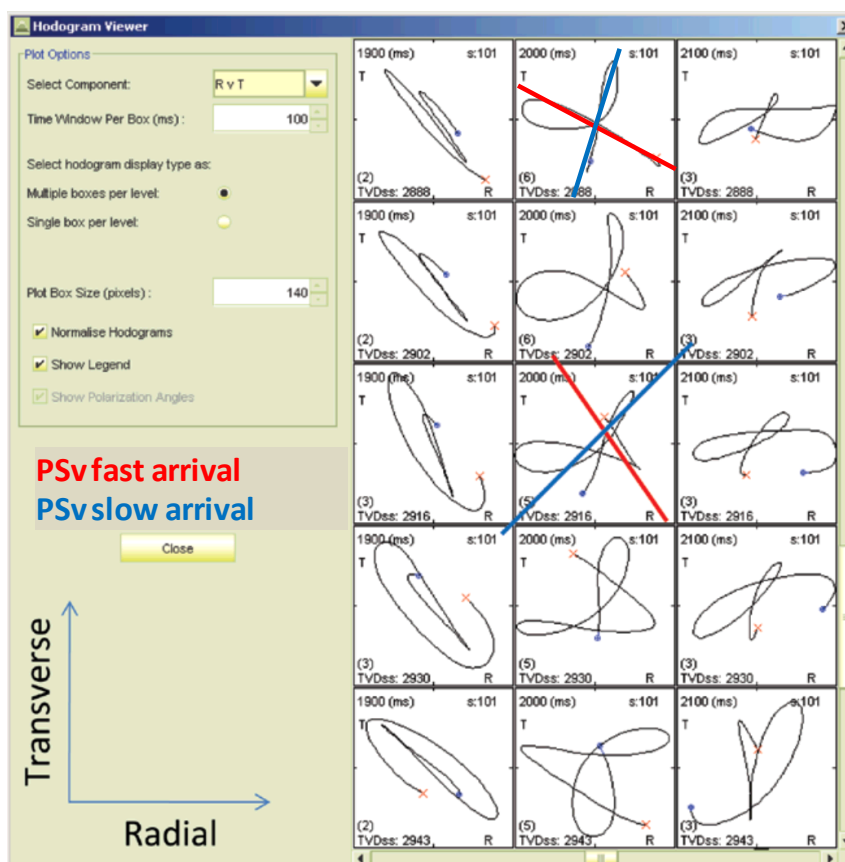 Hodogram Viewer
Plot Options
Select Component:
R v T
Time Window Per Box (ms) :
100
Select hodogram display type as:
Multiple boxes per level:
Single box per level:
Plot Box Size (pixels) :
140
Normalise Hodograms
Show Legend
Show Polarization Angles
PSv fast arrival
PSv slow arrival
Close
Transverse
Radial
1900 (ms) s:101
T
(2)
TVDss: 2888 R
2000 (ms) s:101
T
(6)
TVDss: 2888 R
2100 (ms) s:101
T
(3)
TVDss: 2888 R
1900 (ms) s:101
T
(2)
TVDss: 2902 R
2000 (ms) s:101
T
(6)
TVDss: 2902 R
2100 (ms) s:101
T
(3)
TVDss: 2902 R
1900 (ms) s:101
T
(3)
TVDss: 2916 R
2000 (ms) s:101
T
(5)
TVDss: 2916 R
2100 (ms) s:101
T
(3)
TVDss: 2916 R
1900 (ms) s:101
T
(3)
TVDss: 2930 R
2000 (ms) s:101
T
(5)
TVDss: 2930 R
2100 (ms) s:101
T
(3)
TVDss: 2930 R
1900 (ms) s:101
T
(2)
TVDss: 2943 R
2000 (ms) s:101
T
(5)
TVDss: 2943 R
2100 (ms) s:101
T
(3)
TVDss: 2943 R